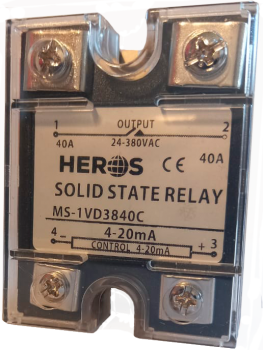 OUTPUT
1 2
24-380VAC
40A 40A
HEROS CE
SOLID STATE RELAY
MS-1VD3840C
4 - 4-20mA + 3
CONTROL 4-20mA